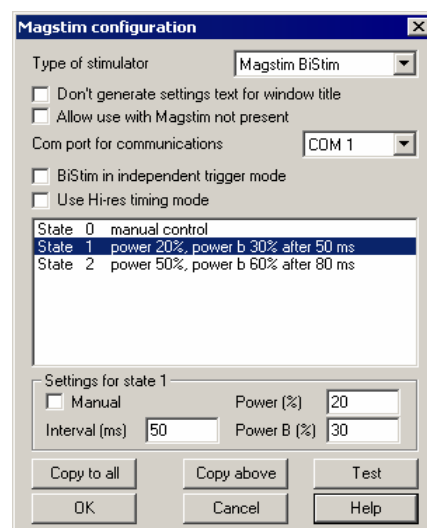 Magstim configuration
Type of stimulator Magstim BiStim
Don't generate settings text for window title
Allow use with Magstim not present
Com port for communications COM 1
BiStim in independent trigger mode
Use Hi-res timing mode
State 0 manual control
State 1 power 20%, power b 30% after 50 ms
State 2 power 50%, power b 60% after 80 ms
Settings for state 1
Manual Power (%) 20
Interval (ms) 50 Power B (%) 30
Copy to all Copy above Test
OK Cancel Help